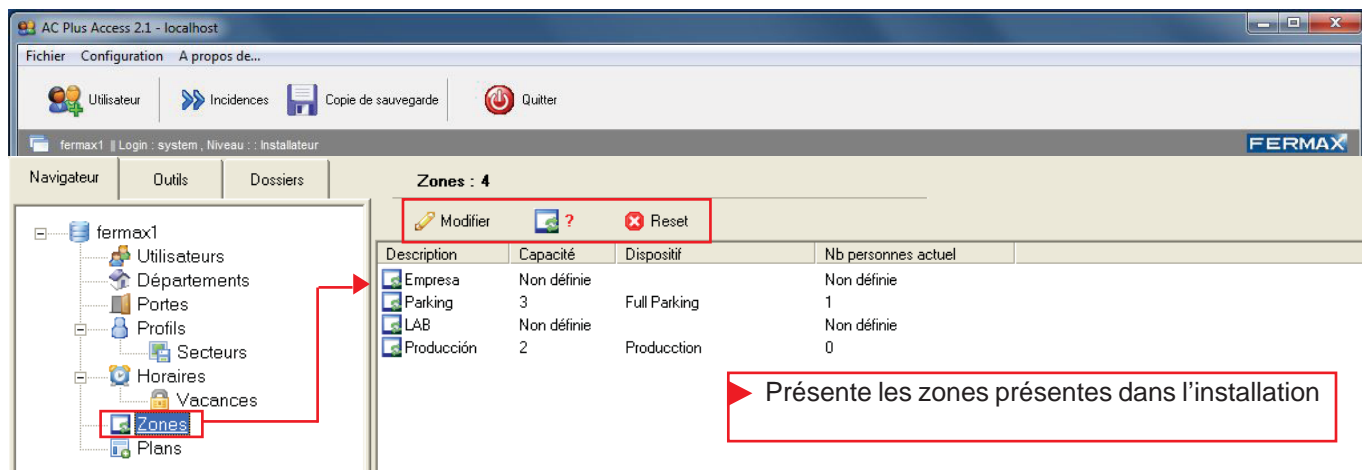 AC Plus Access 2.1 - localhost
Fichier Configuration A propos de...
Utilisateur Incidences Copie de sauvegarde Quitter
fermax1 || Login : system , Niveau : : Installateur FERMAX
Navigateur Outils Dossiers
Zones : 4
Modifier ? Reset
fermax1
Utilisateurs
Départements
Portes
Profils
Secteurs
Horaires
Vacances
Zones
Plans
Description Capacité Dispositif Nb personnes actuel
Empresa Non définie Non définie
Parking 3 Full Parking 1
LAB Non définie Non définie
Producción 2 Producction 0
Présente les zones présentes dans l'installation